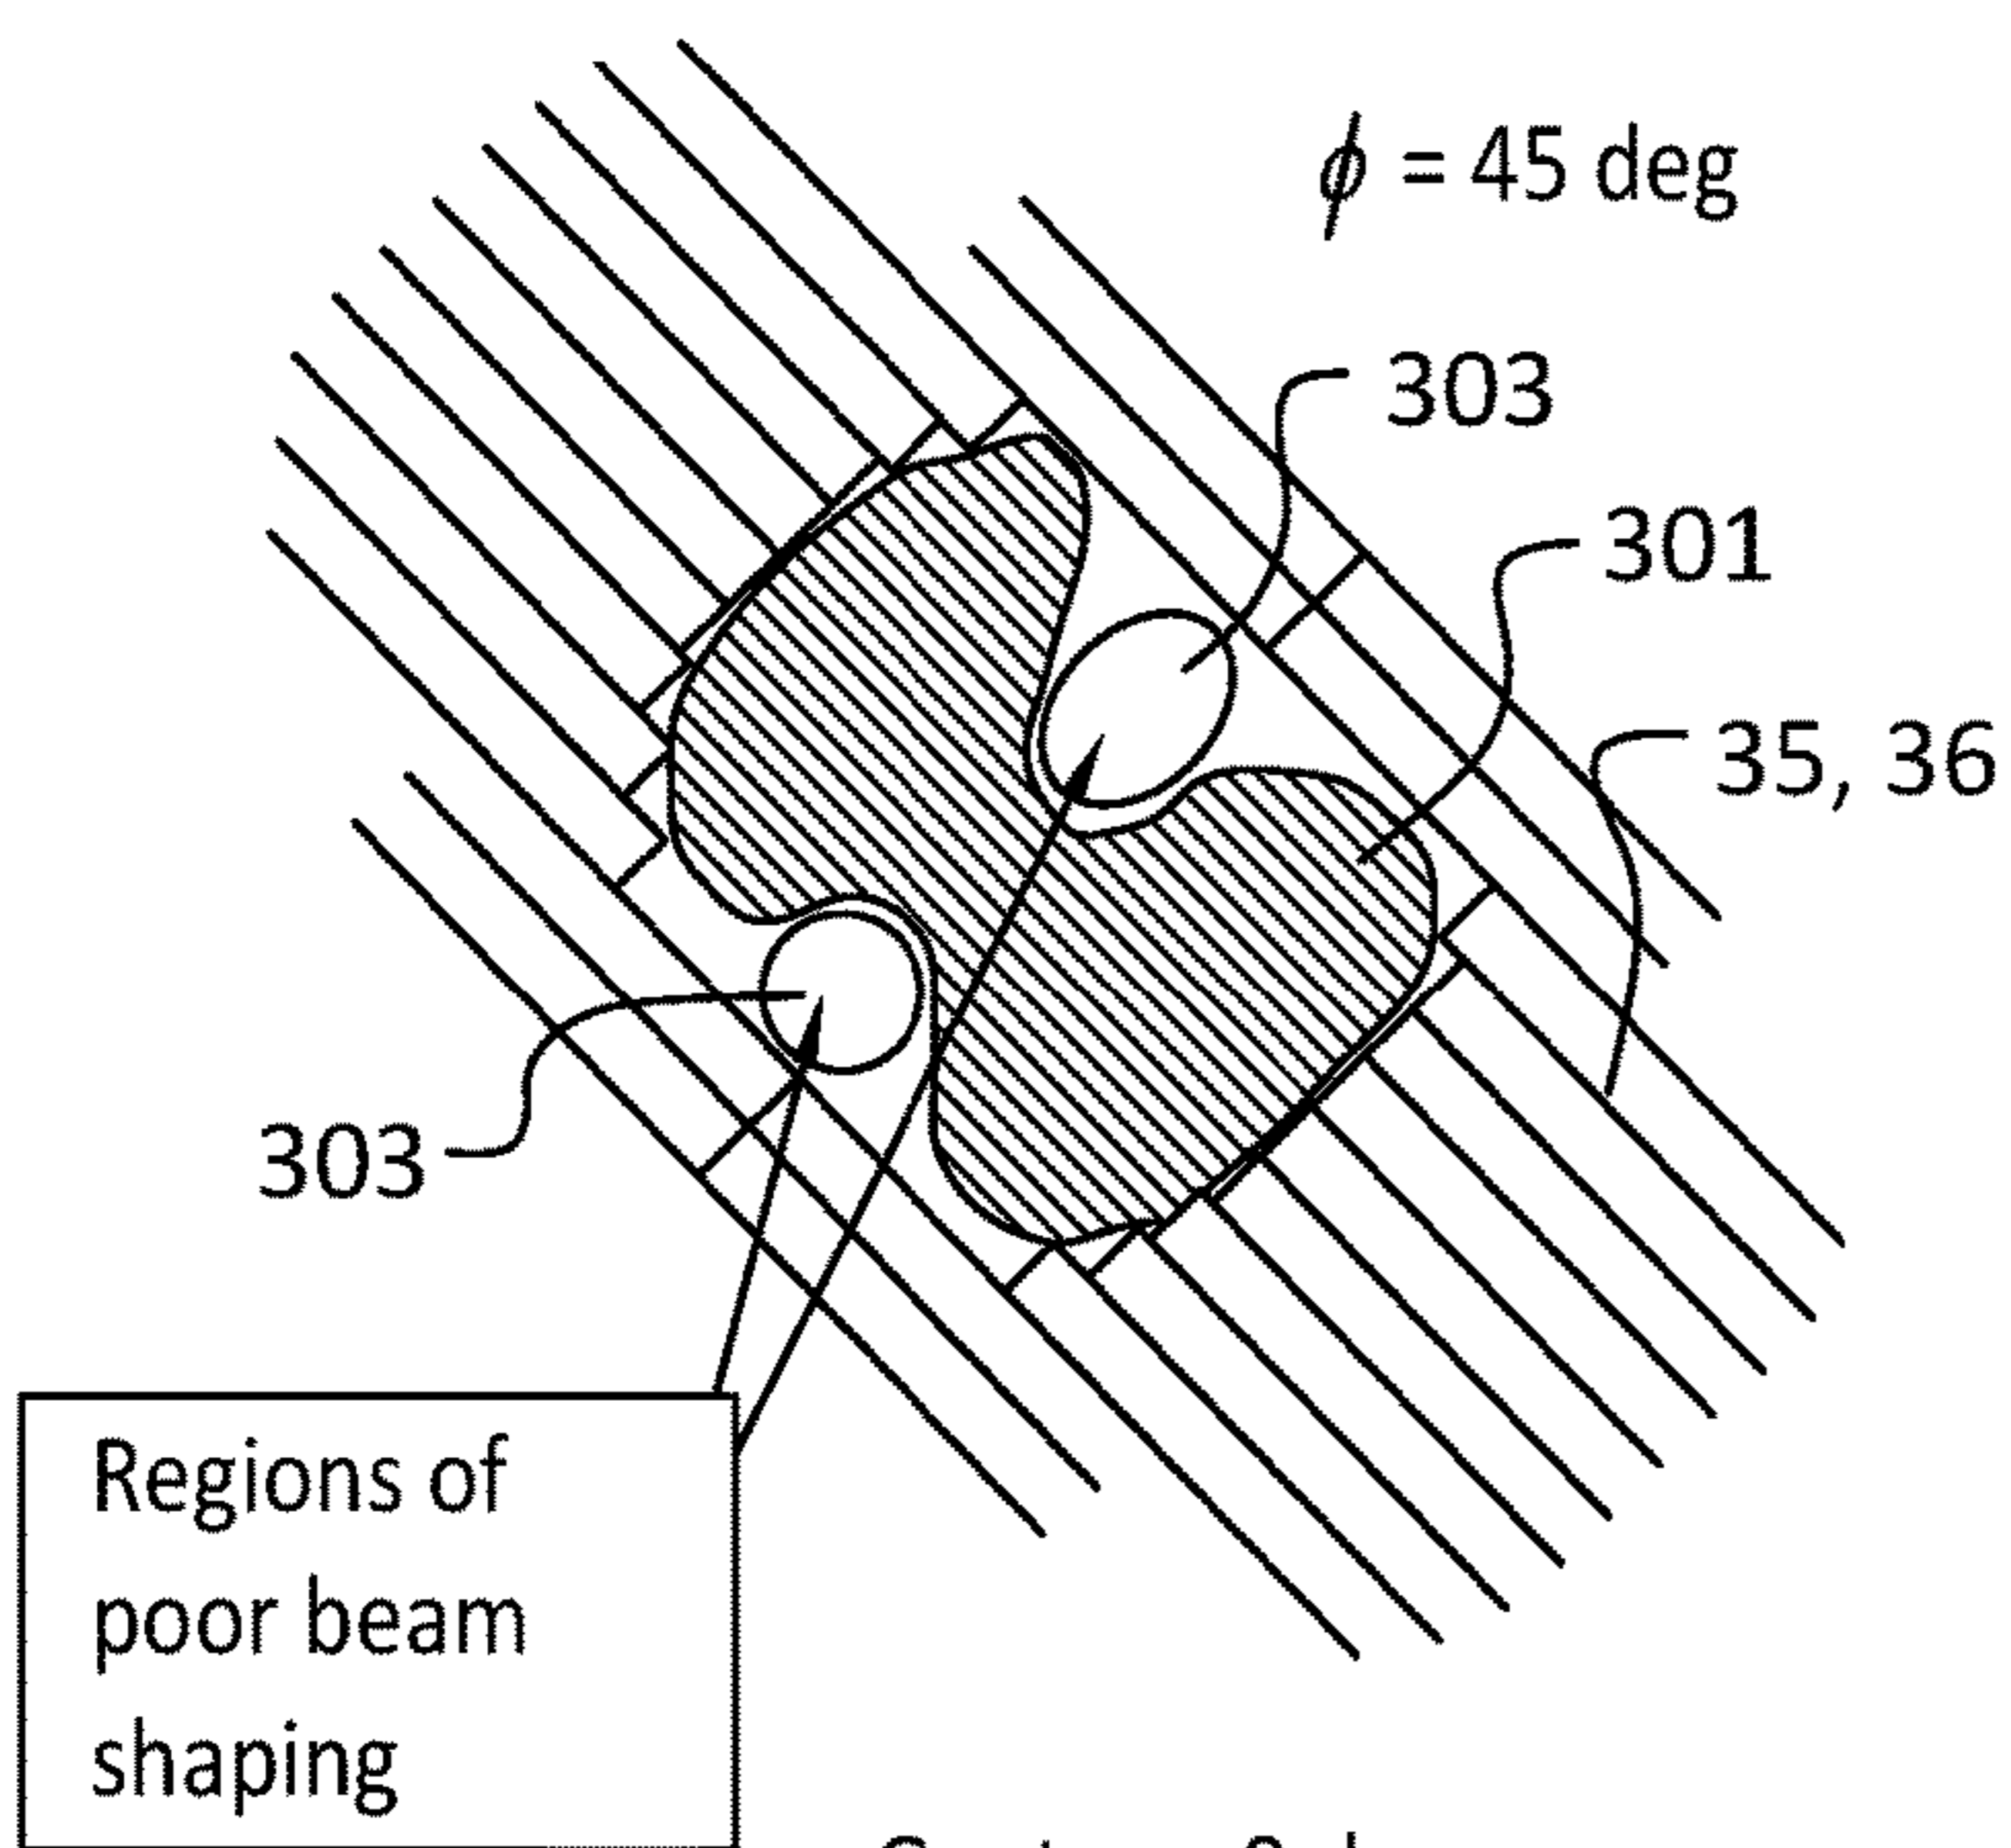 ϕ = 45 deg
303
301
35, 36
303
Regions of
poor beam
shaping